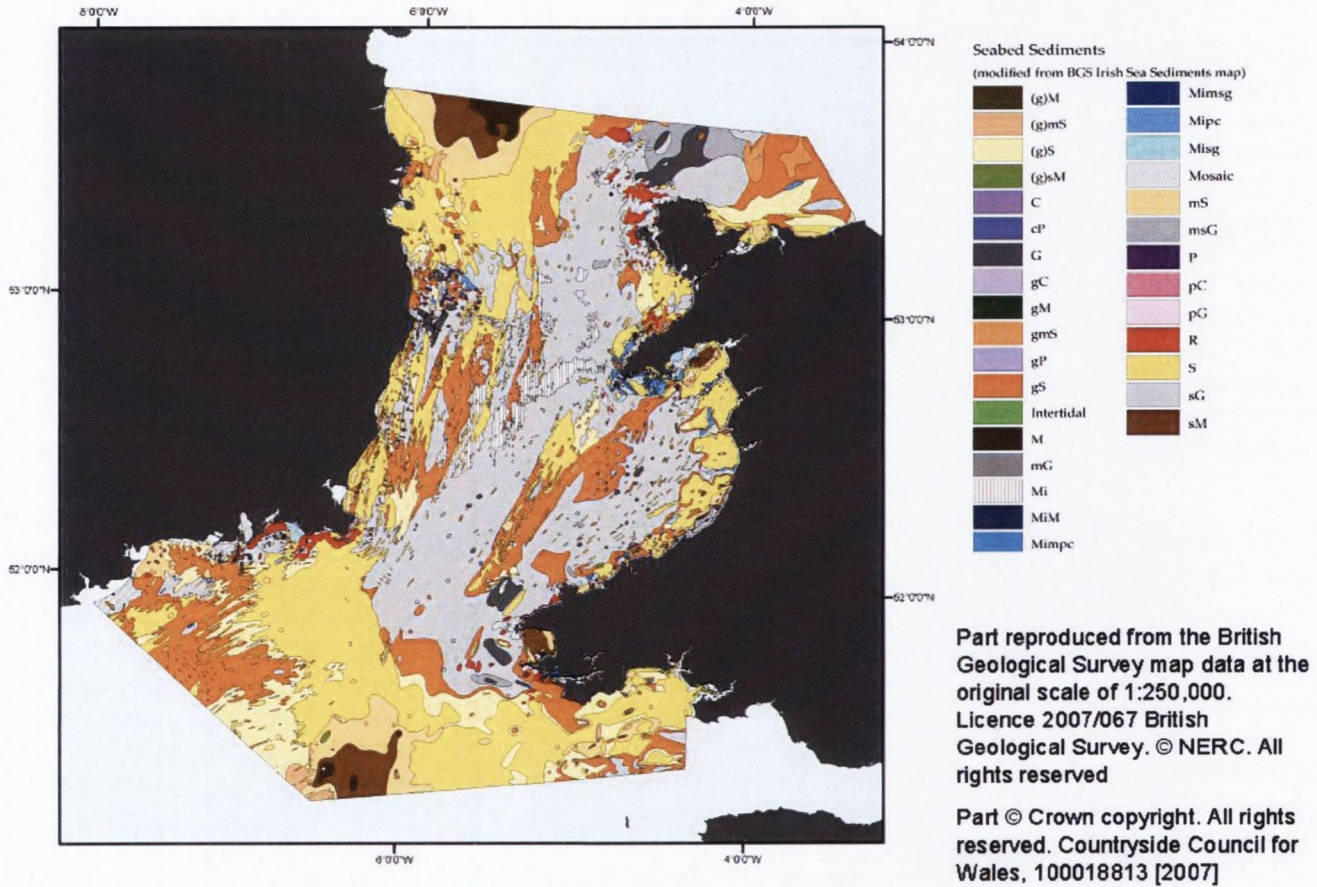 8°0'0"W 6°0'0"W 4°0'0"W
54°0'0"N
53°0'0"N
53°0'0"N
52°0'0"N
52°0'0"N
6°0'0"W 4°0'0"W
Seabed Sediments
(modified from BGS Irish Sea Sediments map)
(g)M
(g)mS
(g)S
(g)sM
C
cP
G
gC
gM
gmS
gP
gS
Intertidal
M
mG
Mi
MiM
Mimpc
Mimsg
Mipc
Misg
Mosaic
mS
msG
P
pC
pG
R
S
sG
sM
Part reproduced from the British
Geological Survey map data at the
original scale of 1:250,000.
Licence 2007/067 British
Geological Survey. © NERC. All
rights reserved
Part © Crown copyright. All rights
reserved. Countryside Council for
Wales, 100018813 [2007]